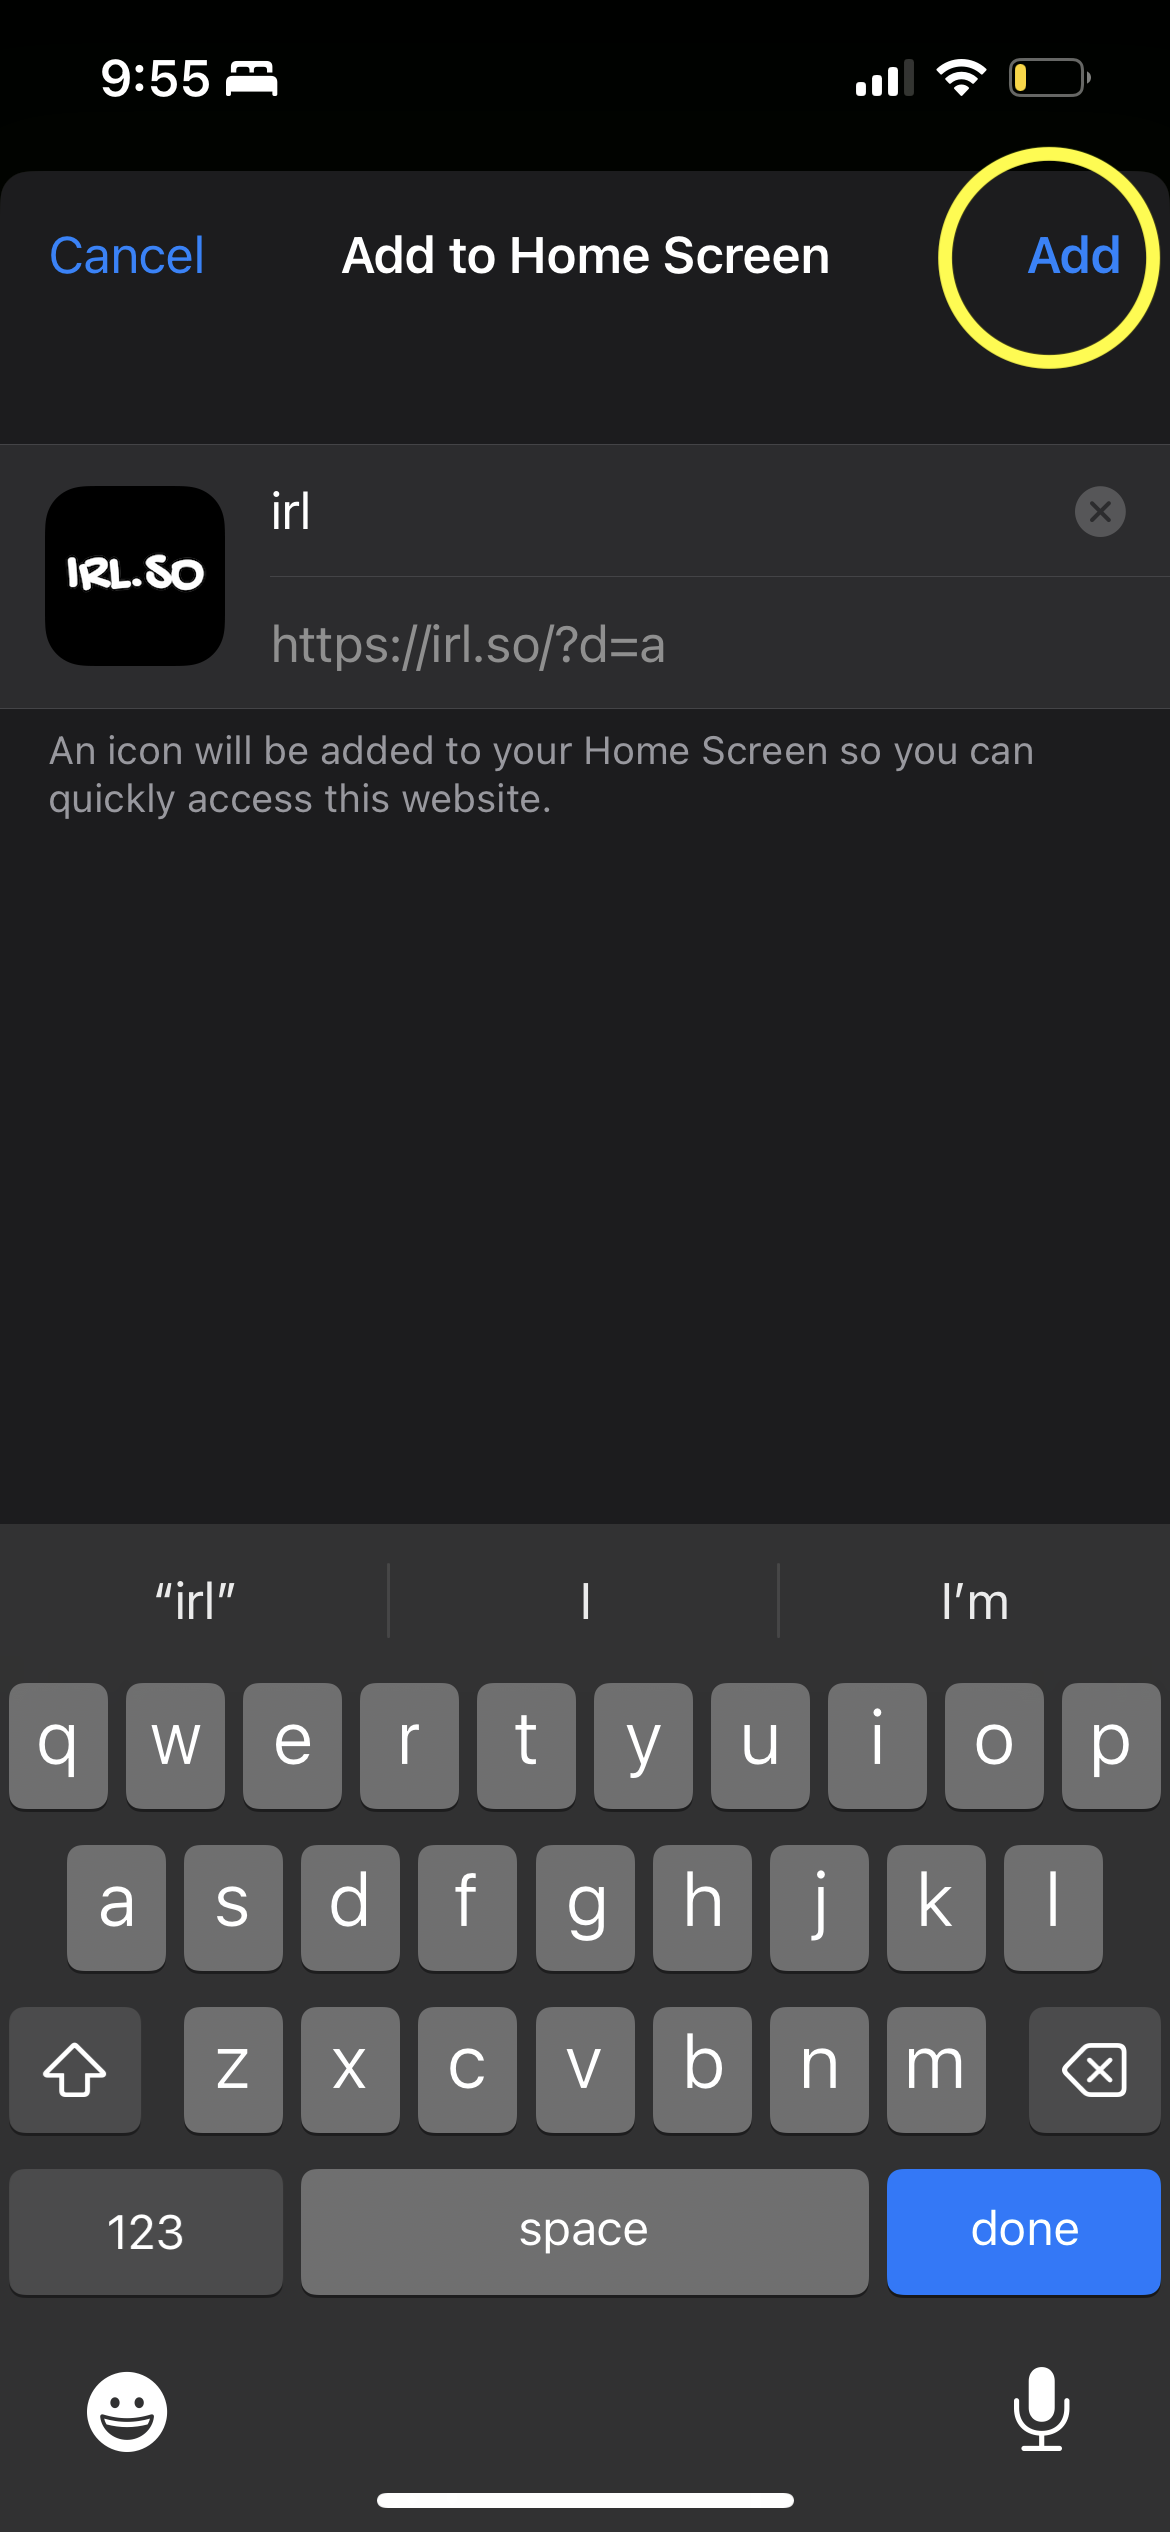 9:55
Cancel
Add to Home Screen
Add
IRL.SO
irl
https://irl.so/?d=a
An icon will be added to your Home Screen so you can
quickly access this website.
“irl”
I
I’m
q w e r t y u i o p
a s d f g h j k l
z x c v b n m
123
space
done